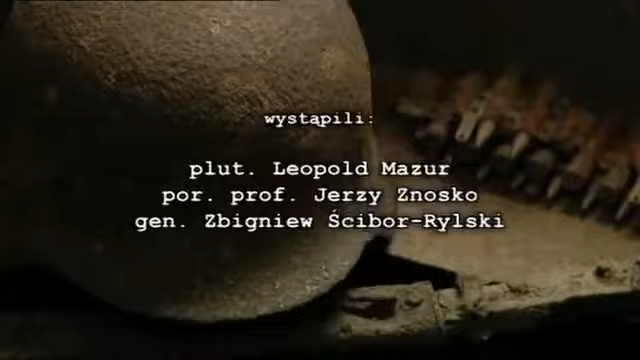 wystąpili:
plut. Leopold Mazur
por. prof. Jerzy Znosko
gen. Zbigniew Ścibor-Rylski